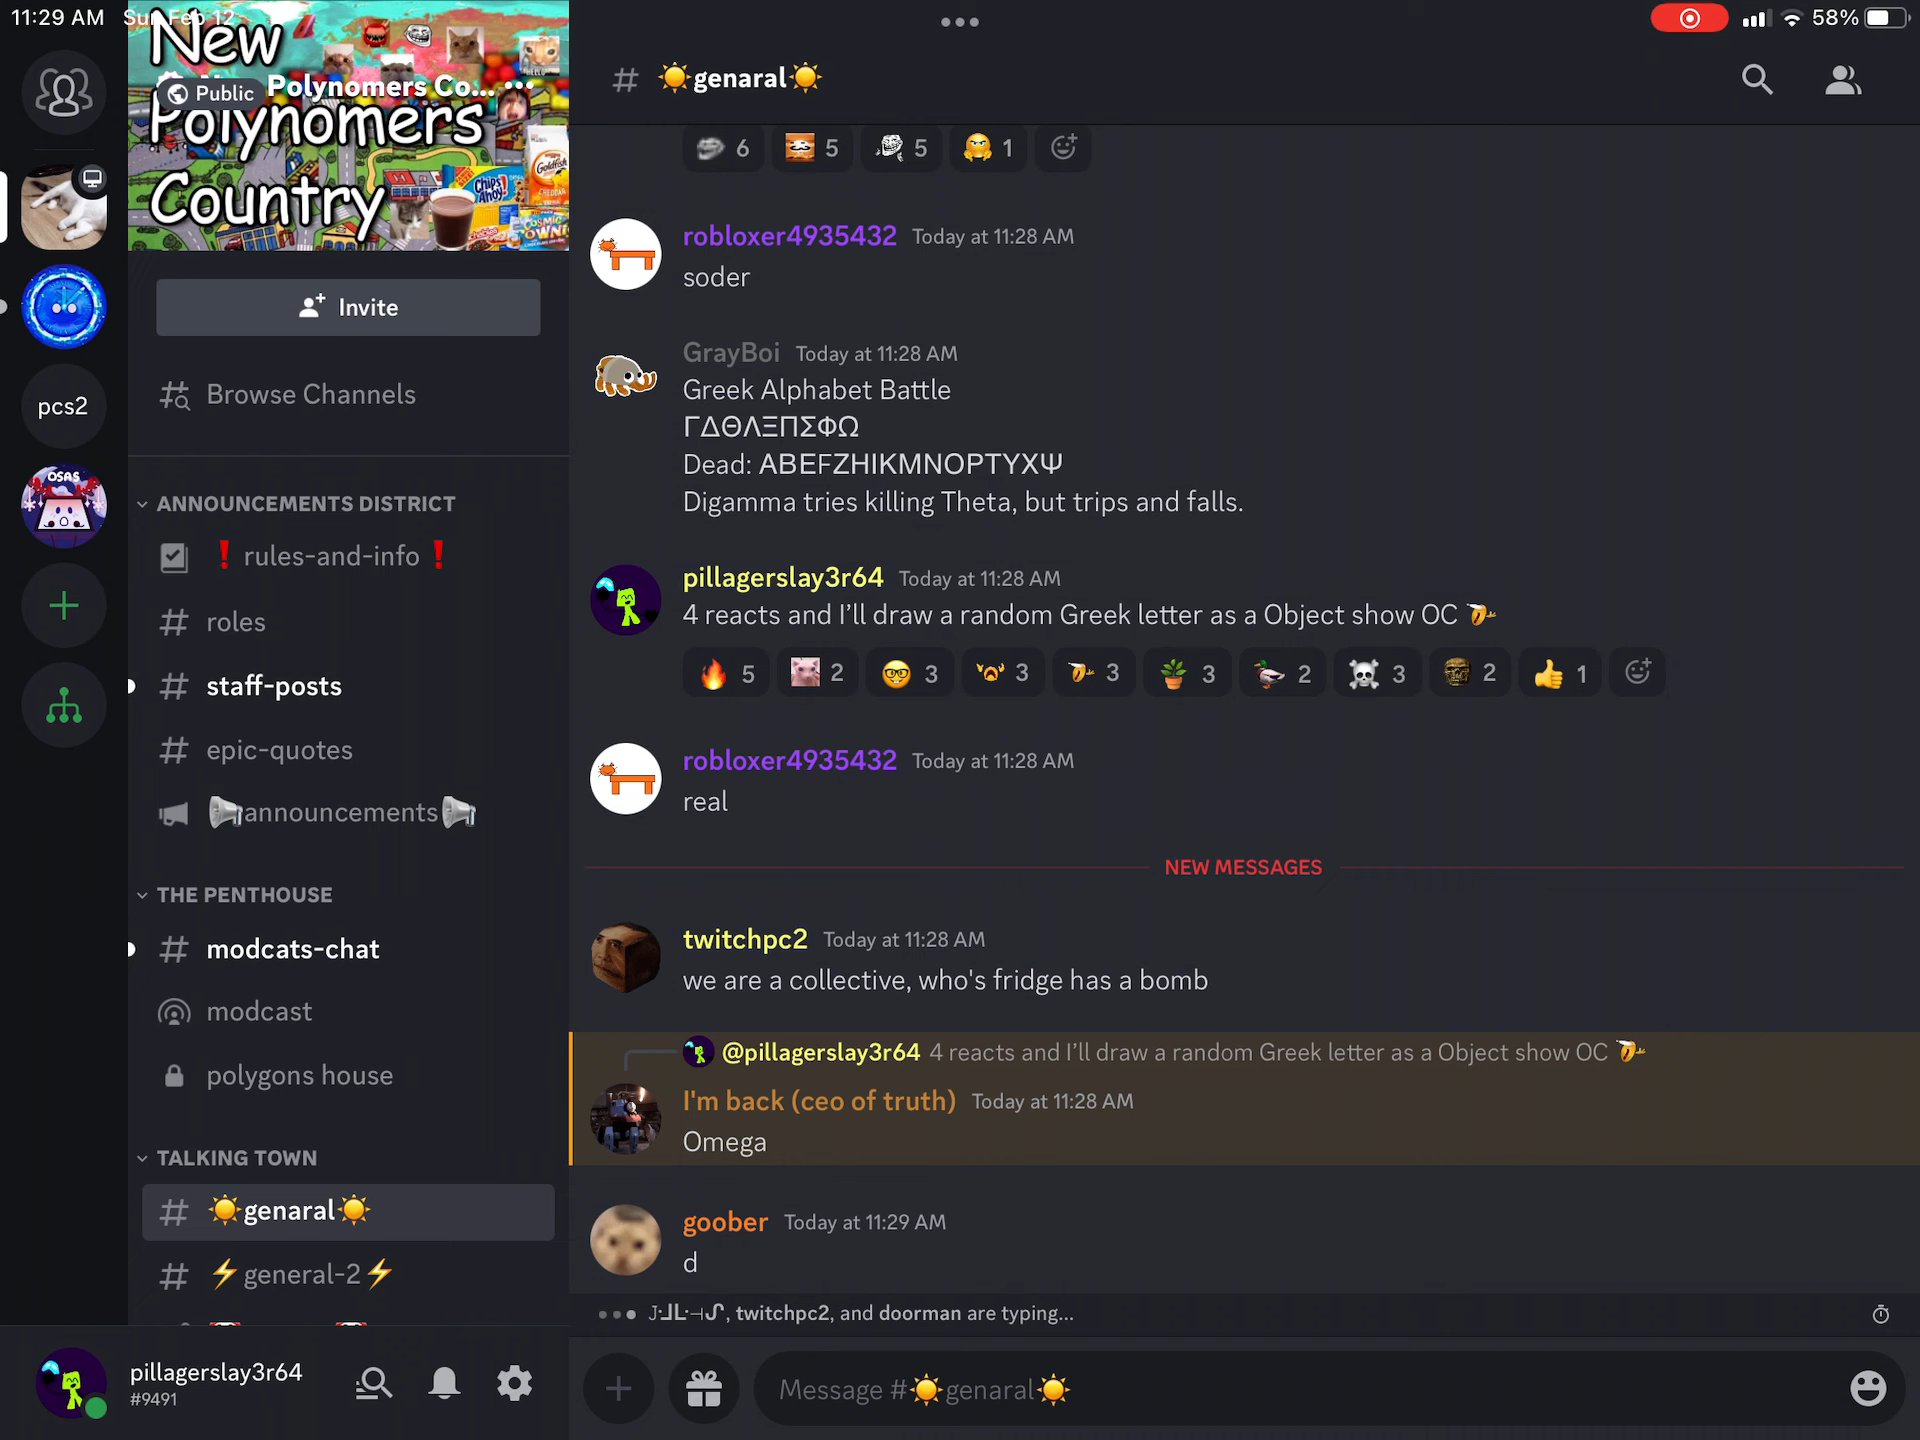 11:29 AM Sun Feb 12
58%
New
Public Polynomers Co...
Polynomers
Country
Chips Ahoy!
Goldfish
CHEDDAR
COSMIC
Invite
Browse Channels
pcs2
OSAS
ANNOUNCEMENTS DISTRICT
❗rules-and-info❗
# roles
# staff-posts
# epic-quotes
📢announcements📢
THE PENTHOUSE
# modcats-chat
modcast
polygons house
TALKING TOWN
# ☀️genaral☀️
# ⚡general-2⚡
pillagerslay3r64
#9491
# ☀️genaral☀️
6 5 5 1
robloxer4935432 Today at 11:28 AM
soder
GrayBoi Today at 11:28 AM
Greek Alphabet Battle
ΓΔΘΛΞΠΣΦΩ
Dead: ΑΒΕFΖΗΙΚΜΝΟΡΤΥΧΨ
Digamma tries killing Theta, but trips and falls.
pillagerslay3r64 Today at 11:28 AM
4 reacts and I’ll draw a random Greek letter as a Object show OC
🔥 5 2 🤓 3 3 3 🪴 3 🦆 2 ☠️ 3 2 👍 1
robloxer4935432 Today at 11:28 AM
real
NEW MESSAGES
twitchpc2 Today at 11:28 AM
we are a collective, who's fridge has a bomb
@pillagerslay3r64 4 reacts and I’ll draw a random Greek letter as a Object show OC
I'm back (ceo of truth) Today at 11:28 AM
Omega
goober Today at 11:29 AM
d
, twitchpc2, and doorman are typing...
Message #☀️genaral☀️